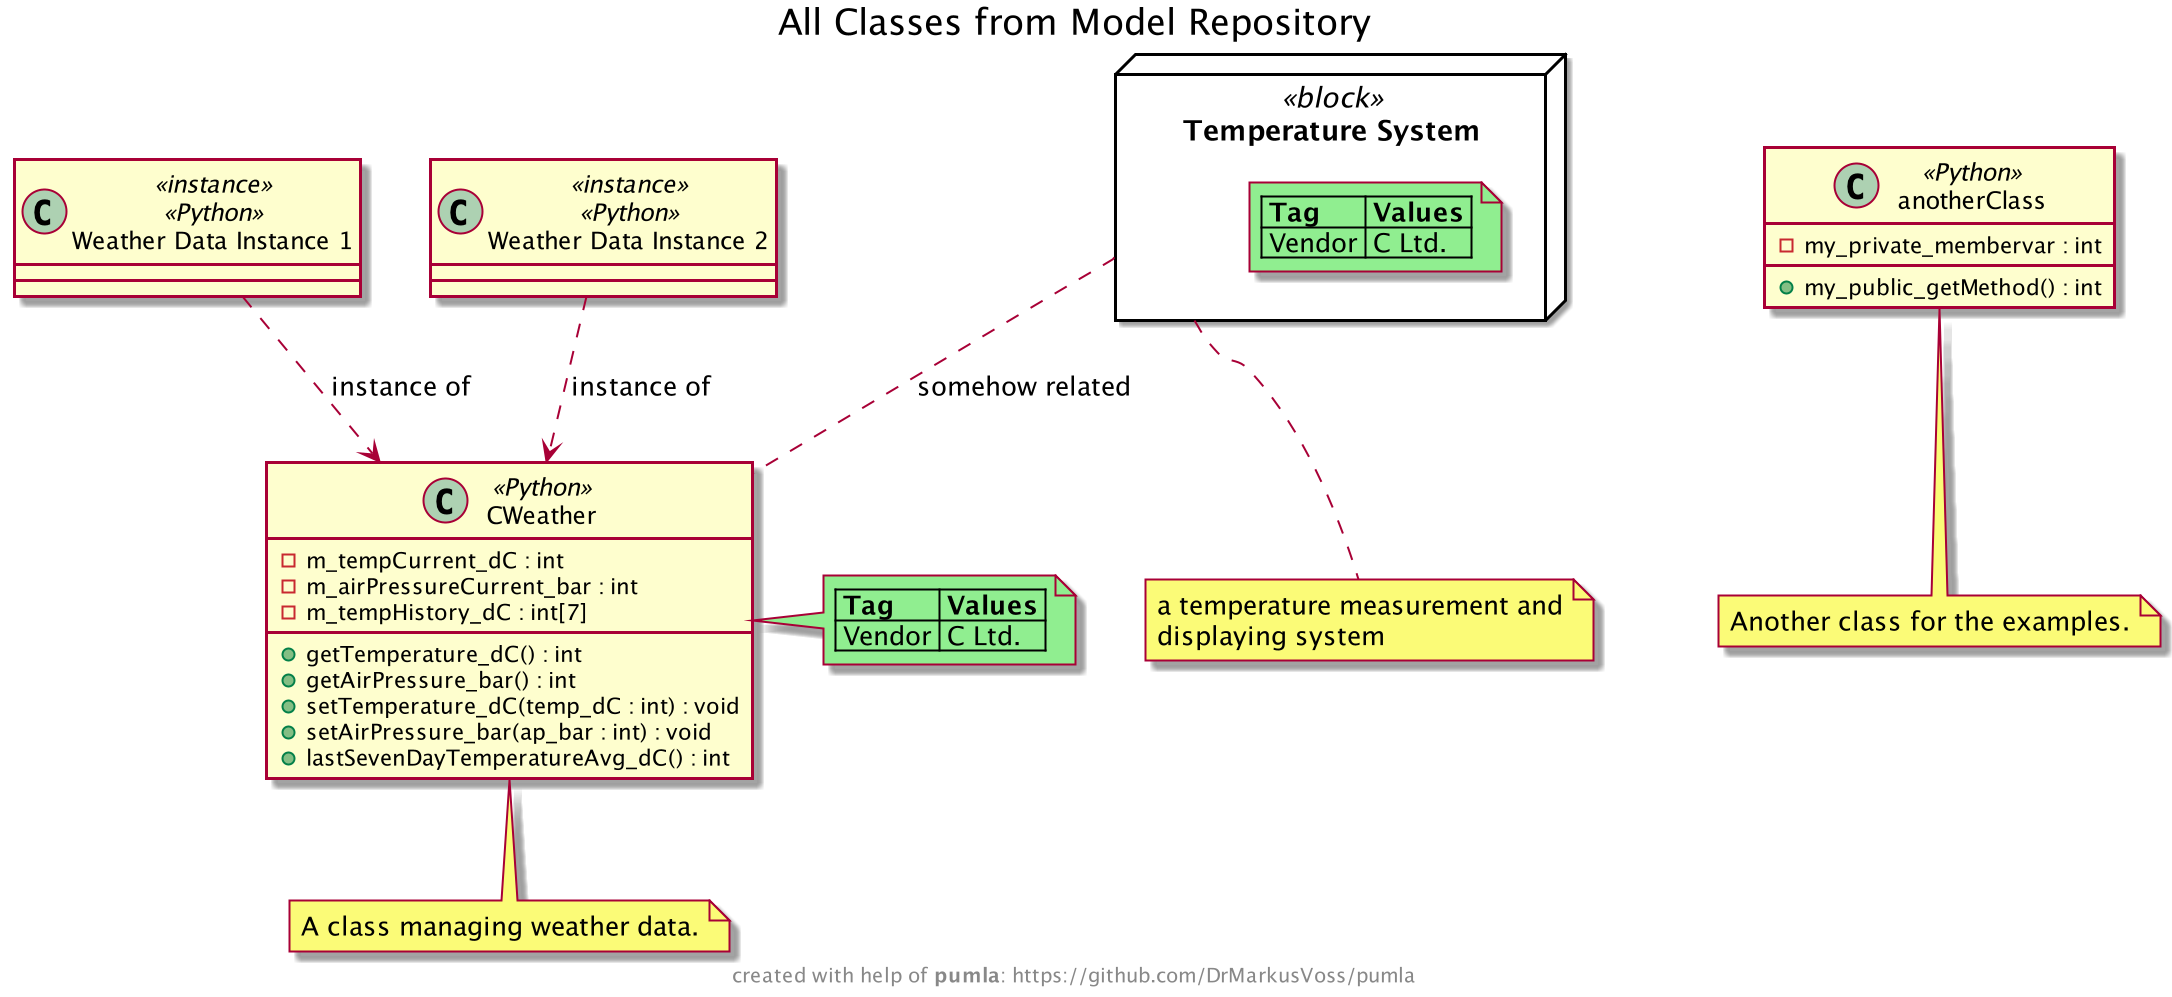 All Classes from Model Repository
«block»
Temperature System
Tag Values
Vendor C Ltd.
«instance»
«Python»
C
Weather Data Instance 1
«instance»
«Python»
C
Weather Data Instance 2
«Python»
C
anotherClass
my_private_membervar : int
my_public_getMethod() : int
instance of
instance of
somehow related
«Python»
C
CWeather
m_tempCurrent_dC : int
m_airPressureCurrent_bar : int
m_tempHistory_dC : int[7]
getTemperature_dC() : int
getAirPressure_bar() : int
setTemperature_dC(temp_dC : int) : void
setAirPressure_bar(ap_bar : int) : void
lastSevenDayTemperatureAvg_dC() : int
Tag Values
Vendor C Ltd.
a temperature measurement and
displaying system
Another class for the examples.
A class managing weather data.
created with help of pumla: https://github.com/DrMarkusVoss/pumla